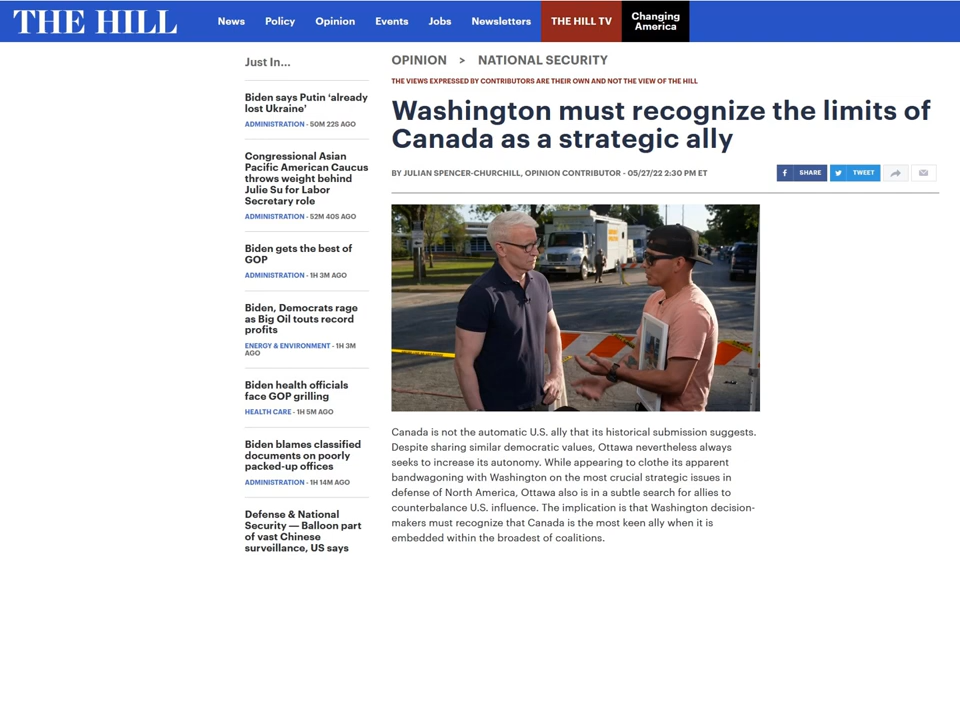 THE HILL
News Policy Opinion Events Jobs Newsletters THE HILL TV Changing
America
Just In...
Biden says Putin ‘already
lost Ukraine’
ADMINISTRATION - 50M 22S AGO
Congressional Asian
Pacific American Caucus
throws weight behind
Julie Su for Labor
Secretary role
ADMINISTRATION - 52M 40S AGO
Biden gets the best of
GOP
ADMINISTRATION - 1H 3M AGO
Biden, Democrats rage
as Big Oil touts record
profits
ENERGY & ENVIRONMENT - 1H 3M
AGO
Biden health officials
face GOP grilling
HEALTH CARE - 1H 5M AGO
Biden blames classified
documents on poorly
packed-up offices
ADMINISTRATION - 1H 14M AGO
Defense & National
Security — Balloon part
of vast Chinese
surveillance, US says
OPINION > NATIONAL SECURITY
THE VIEWS EXPRESSED BY CONTRIBUTORS ARE THEIR OWN AND NOT THE VIEW OF THE HILL
Washington must recognize the limits of
Canada as a strategic ally
BY JULIAN SPENCER-CHURCHILL, OPINION CONTRIBUTOR - 05/27/22 2:30 PM ET
SHARE TWEET
Canada is not the automatic U.S. ally that its historical submission suggests.
Despite sharing similar democratic values, Ottawa nevertheless always
seeks to increase its autonomy. While appearing to clothe its apparent
bandwagoning with Washington on the most crucial strategic issues in
defense of North America, Ottawa also is in a subtle search for allies to
counterbalance U.S. influence. The implication is that Washington decision-
makers must recognize that Canada is the most keen ally when it is
embedded within the broadest of coalitions.